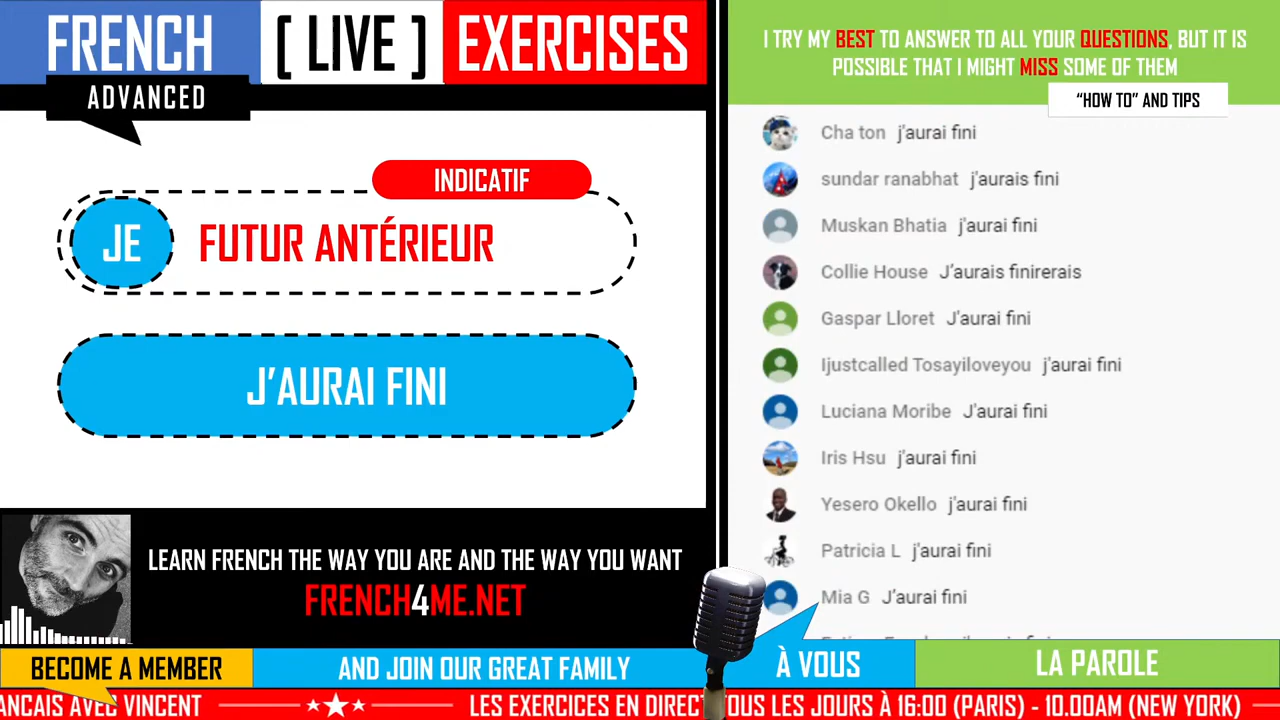 FRENCH [ LIVE ] EXERCISES
ADVANCED
INDICATIF
JE FUTUR ANTÉRIEUR
J’AURAI FINI
LEARN FRENCH THE WAY YOU ARE AND THE WAY YOU WANT
FRENCH4ME.NET
I TRY MY BEST TO ANSWER TO ALL YOUR QUESTIONS, BUT IT IS
POSSIBLE THAT I MIGHT MISS SOME OF THEM
“HOW TO” AND TIPS
Cha ton j'aurai fini
sundar ranabhat j'aurais fini
Muskan Bhatia j'aurai fini
Collie House J'aurais finirerais
Gaspar Lloret J'aurai fini
Ijustcalled Tosayiloveyou j'aurai fini
Luciana Moribe J'aurai fini
Iris Hsu j'aurai fini
Yesero Okello j'aurai fini
Patricia L j'aurai fini
Mia G J'aurai fini
BECOME A MEMBER AND JOIN OUR GREAT FAMILY À VOUS LA PAROLE
ANCAIS AVEC VINCENT LES EXERCICES EN DIRECT TOUS LES JOURS À 16:00 (PARIS) - 10.00AM (NEW YORK)